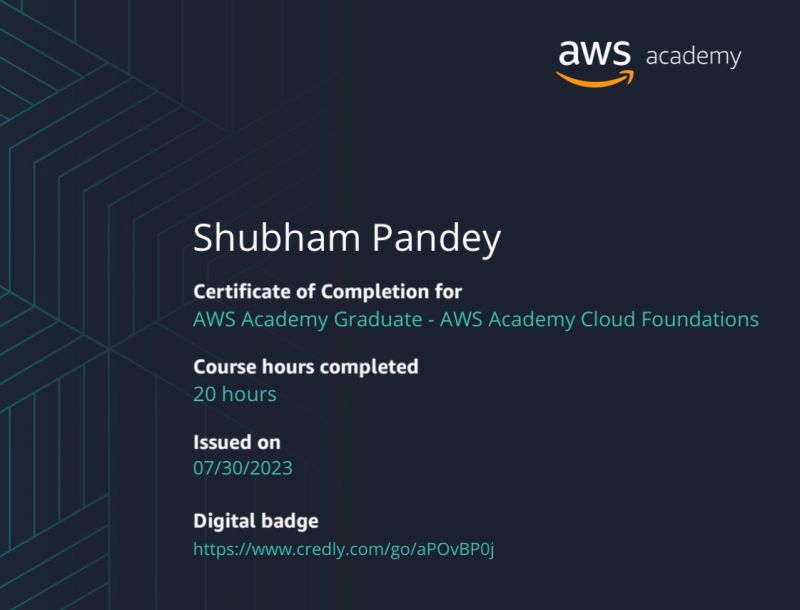 aws academy
Shubham Pandey
Certificate of Completion for
AWS Academy Graduate - AWS Academy Cloud Foundations
Course hours completed
20 hours
Issued on
07/30/2023
Digital badge
https://www.credly.com/go/aPOvBP0j